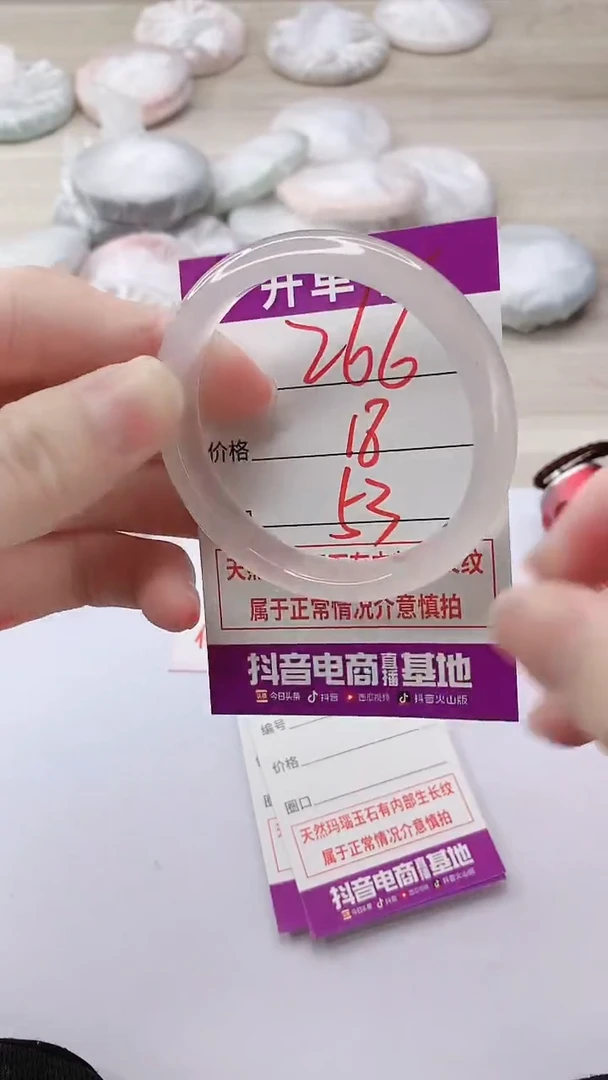 开单
266
价格 18
53
属于正常情况介意慎拍
抖音电商直播基地
今日头条 抖音 西瓜视频 抖音火山版
编号
价格
圈口
天然玛瑙玉石有内部生长纹
属于正常情况介意慎拍
抖音电商直播基地